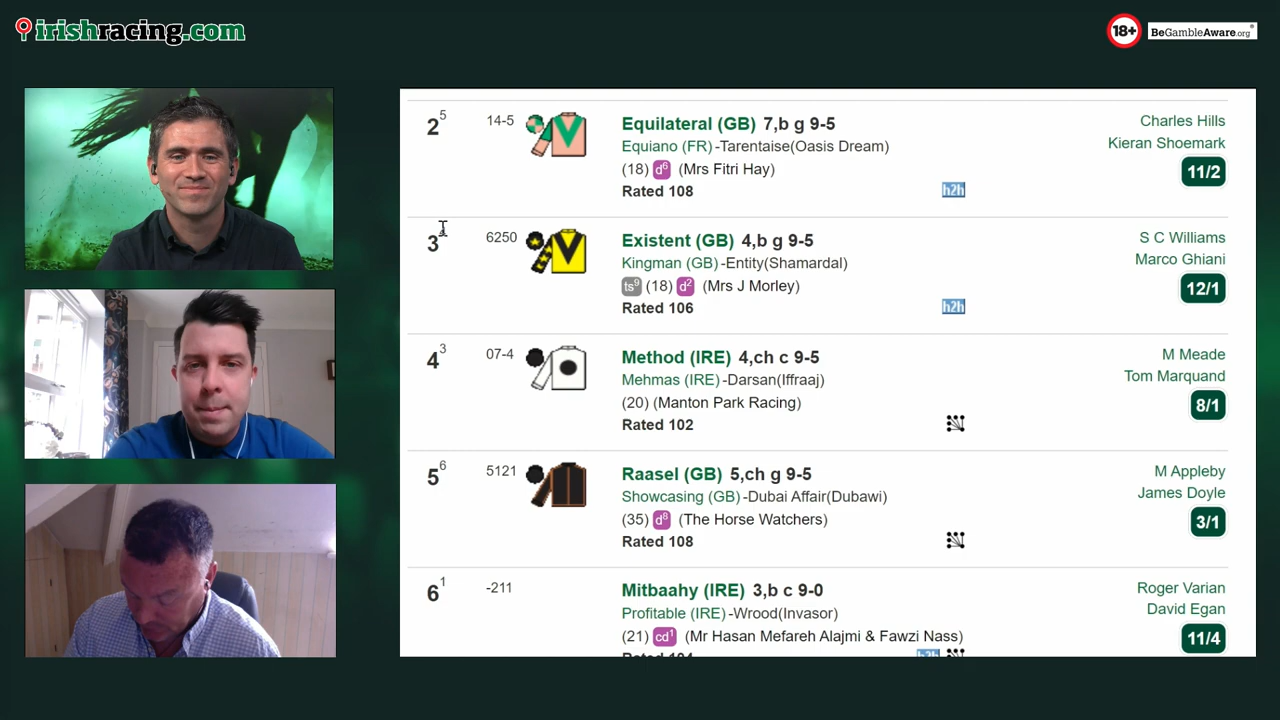 irishracing.com
18+
BeGambleAware.org®
2 5
14-5
Equilateral (GB) 7,b g 9-5
Equiano (FR) -Tarentaise(Oasis Dream)
(18) d6 (Mrs Fitri Hay)
Rated 108
h2h
Charles Hills
Kieran Shoemark
11/2
3
6250
Existent (GB) 4,b g 9-5
Kingman (GB) -Entity(Shamardal)
ts9 (18) d2 (Mrs J Morley)
Rated 106
h2h
S C Williams
Marco Ghiani
12/1
4 3
07-4
Method (IRE) 4,ch c 9-5
Mehmas (IRE) -Darsan(Iffraaj)
(20) (Manton Park Racing)
Rated 102
M Meade
Tom Marquand
8/1
5 6
5121
Raasel (GB) 5,ch g 9-5
Showcasing (GB) -Dubai Affair(Dubawi)
(35) d8 (The Horse Watchers)
Rated 108
M Appleby
James Doyle
3/1
6 1
-211
Mitbaahy (IRE) 3,b c 9-0
Profitable (IRE) -Wrood(Invasor)
(21) cd1 (Mr Hasan Mefareh Alajmi & Fawzi Nass)
Rated 104
h2h
Roger Varian
David Egan
11/4